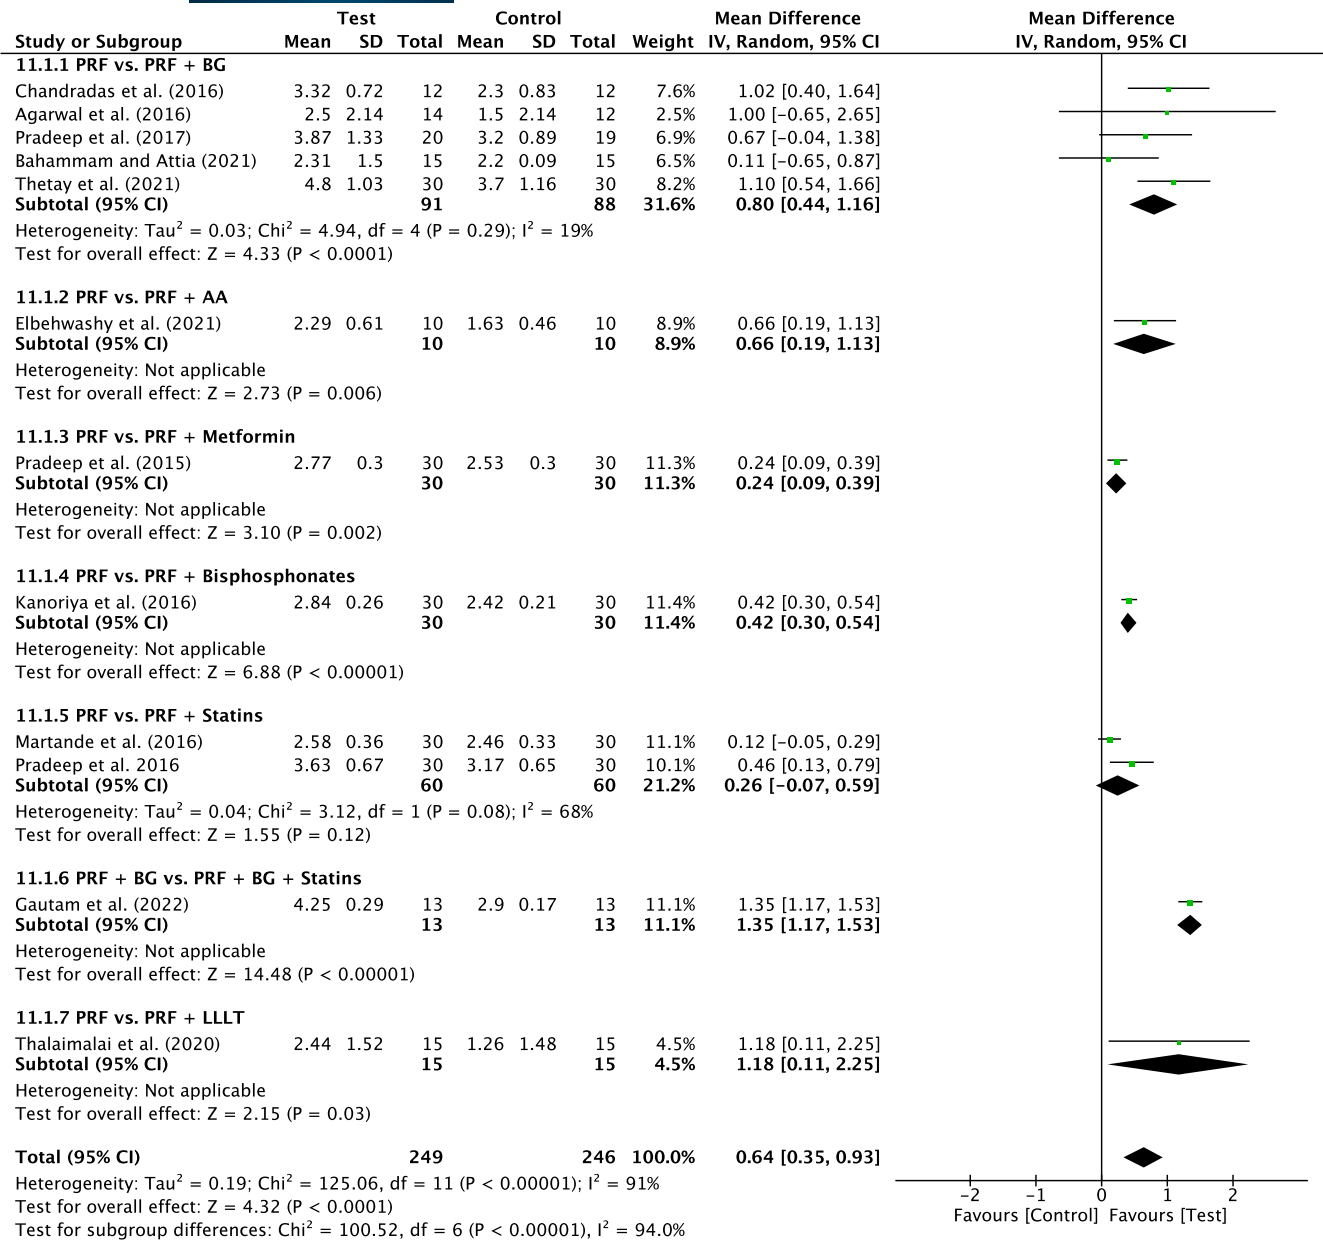 Test Control Mean Difference Mean Difference
Study or Subgroup Mean SD Total Mean SD Total Weight IV, Random, 95% CI IV, Random, 95% CI
11.1.1 PRF vs. PRF + BG
Chandradas et al. (2016) 3.32 0.72 12 2.3 0.83 12 7.6% 1.02 [0.40, 1.64]
Agarwal et al. (2016) 2.5 2.14 14 1.5 2.14 12 2.5% 1.00 [−0.65, 2.65]
Pradeep et al. (2017) 3.87 1.33 20 3.2 0.89 19 6.9% 0.67 [−0.04, 1.38]
Bahammam and Attia (2021) 2.31 1.5 15 2.2 0.09 15 6.5% 0.11 [−0.65, 0.87]
Thetay et al. (2021) 4.8 1.03 30 3.7 1.16 30 8.2% 1.10 [0.54, 1.66]
Subtotal (95% CI) 91 88 31.6% 0.80 [0.44, 1.16]
Heterogeneity: Tau² = 0.03; Chi² = 4.94, df = 4 (P = 0.29); I² = 19%
Test for overall effect: Z = 4.33 (P < 0.0001)
11.1.2 PRF vs. PRF + AA
Elbehwashy et al. (2021) 2.29 0.61 10 1.63 0.46 10 8.9% 0.66 [0.19, 1.13]
Subtotal (95% CI) 10 10 8.9% 0.66 [0.19, 1.13]
Heterogeneity: Not applicable
Test for overall effect: Z = 2.73 (P = 0.006)
11.1.3 PRF vs. PRF + Metformin
Pradeep et al. (2015) 2.77 0.3 30 2.53 0.3 30 11.3% 0.24 [0.09, 0.39]
Subtotal (95% CI) 30 30 11.3% 0.24 [0.09, 0.39]
Heterogeneity: Not applicable
Test for overall effect: Z = 3.10 (P = 0.002)
11.1.4 PRF vs. PRF + Bisphosphonates
Kanoriya et al. (2016) 2.84 0.26 30 2.42 0.21 30 11.4% 0.42 [0.30, 0.54]
Subtotal (95% CI) 30 30 11.4% 0.42 [0.30, 0.54]
Heterogeneity: Not applicable
Test for overall effect: Z = 6.88 (P < 0.00001)
11.1.5 PRF vs. PRF + Statins
Martande et al. (2016) 2.58 0.36 30 2.46 0.33 30 11.1% 0.12 [−0.05, 0.29]
Pradeep et al. 2016 3.63 0.67 30 3.17 0.65 30 10.1% 0.46 [0.13, 0.79]
Subtotal (95% CI) 60 60 21.2% 0.26 [−0.07, 0.59]
Heterogeneity: Tau² = 0.04; Chi² = 3.12, df = 1 (P = 0.08); I² = 68%
Test for overall effect: Z = 1.55 (P = 0.12)
11.1.6 PRF + BG vs. PRF + BG + Statins
Gautam et al. (2022) 4.25 0.29 13 2.9 0.17 13 11.1% 1.35 [1.17, 1.53]
Subtotal (95% CI) 13 13 11.1% 1.35 [1.17, 1.53]
Heterogeneity: Not applicable
Test for overall effect: Z = 14.48 (P < 0.00001)
11.1.7 PRF vs. PRF + LLLT
Thalaimalai et al. (2020) 2.44 1.52 15 1.26 1.48 15 4.5% 1.18 [0.11, 2.25]
Subtotal (95% CI) 15 15 4.5% 1.18 [0.11, 2.25]
Heterogeneity: Not applicable
Test for overall effect: Z = 2.15 (P = 0.03)
Total (95% CI) 249 246 100.0% 0.64 [0.35, 0.93]
Heterogeneity: Tau² = 0.19; Chi² = 125.06, df = 11 (P < 0.00001); I² = 91%
Test for overall effect: Z = 4.32 (P < 0.0001)
Test for subgroup differences: Chi² = 100.52, df = 6 (P < 0.00001), I² = 94.0%
−2 −1 0 1 2
Favours [Control] Favours [Test]